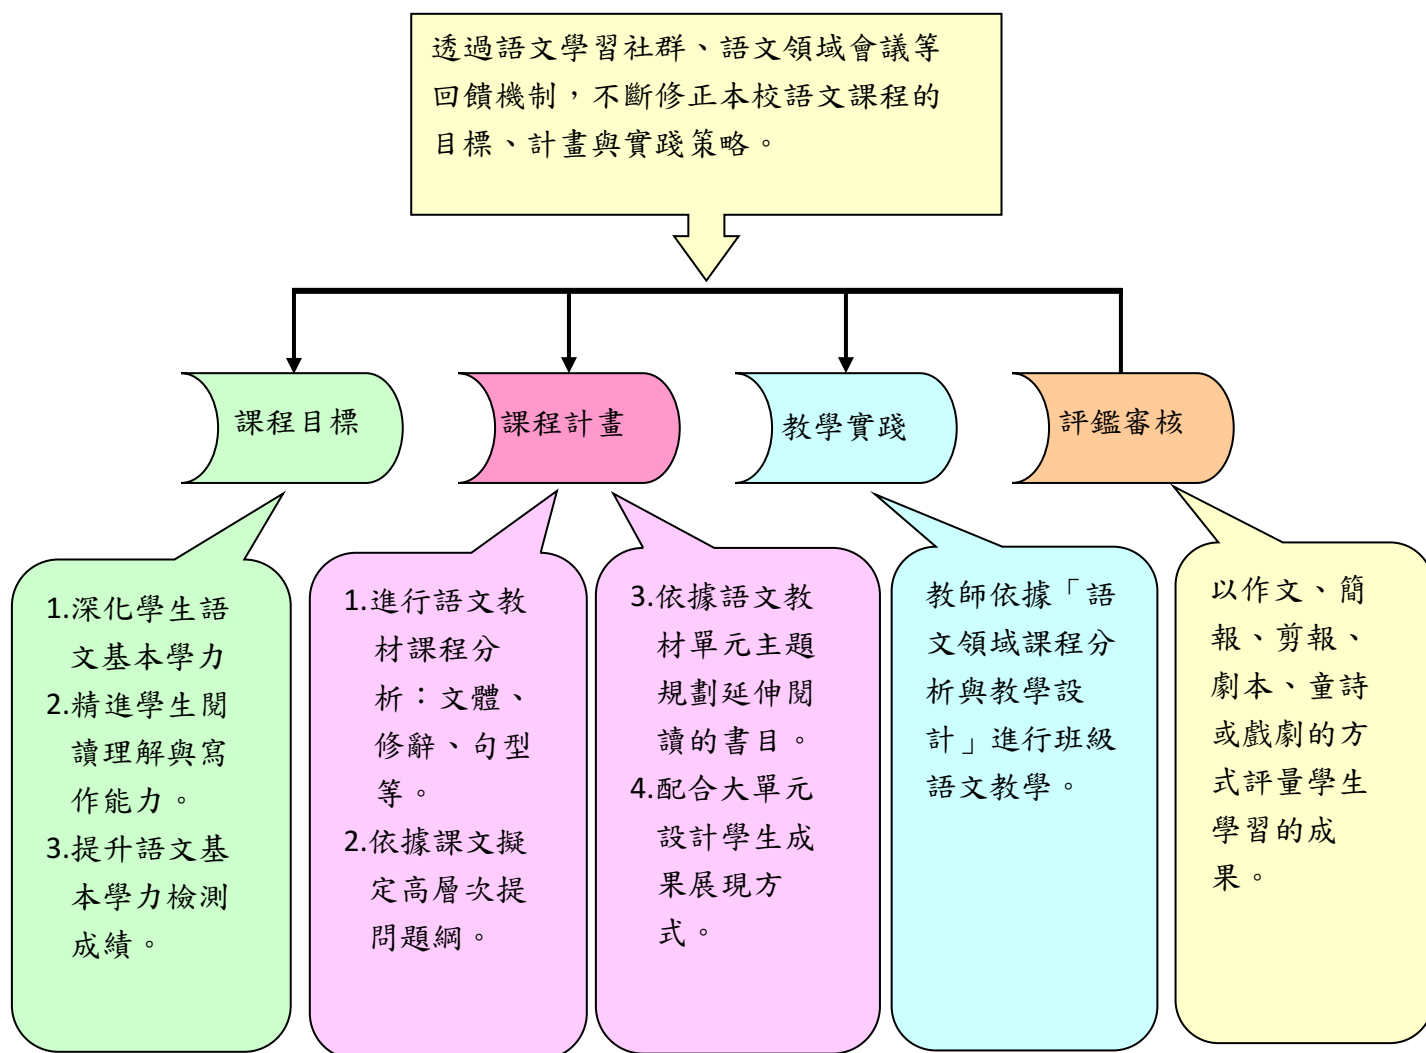 透過語文學習社群、語文領域會議等
回饋機制，不斷修正本校語文課程的
目標、計畫與實踐策略。
課程目標
課程計畫
教學實踐
評鑑審核
1.深化學生語
文基本學力
2.精進學生閱
讀理解與寫
作能力。
3.提升語文基
本學力檢測
成績。
1.進行語文教
材課程分
析：文體、
修辭、句型
等。
2.依據課文擬
定高層次提
問題綱。
3.依據語文教
材單元主題
規劃延伸閱
讀的書目。
4.配合大單元
設計學生成
果展現方
式。
教師依據「語
文領域課程分
析與教學設
計」進行班級
語文教學。
以作文、簡
報、剪報、
劇本、童詩
或戲劇的方
式評量學生
學習的成
果。